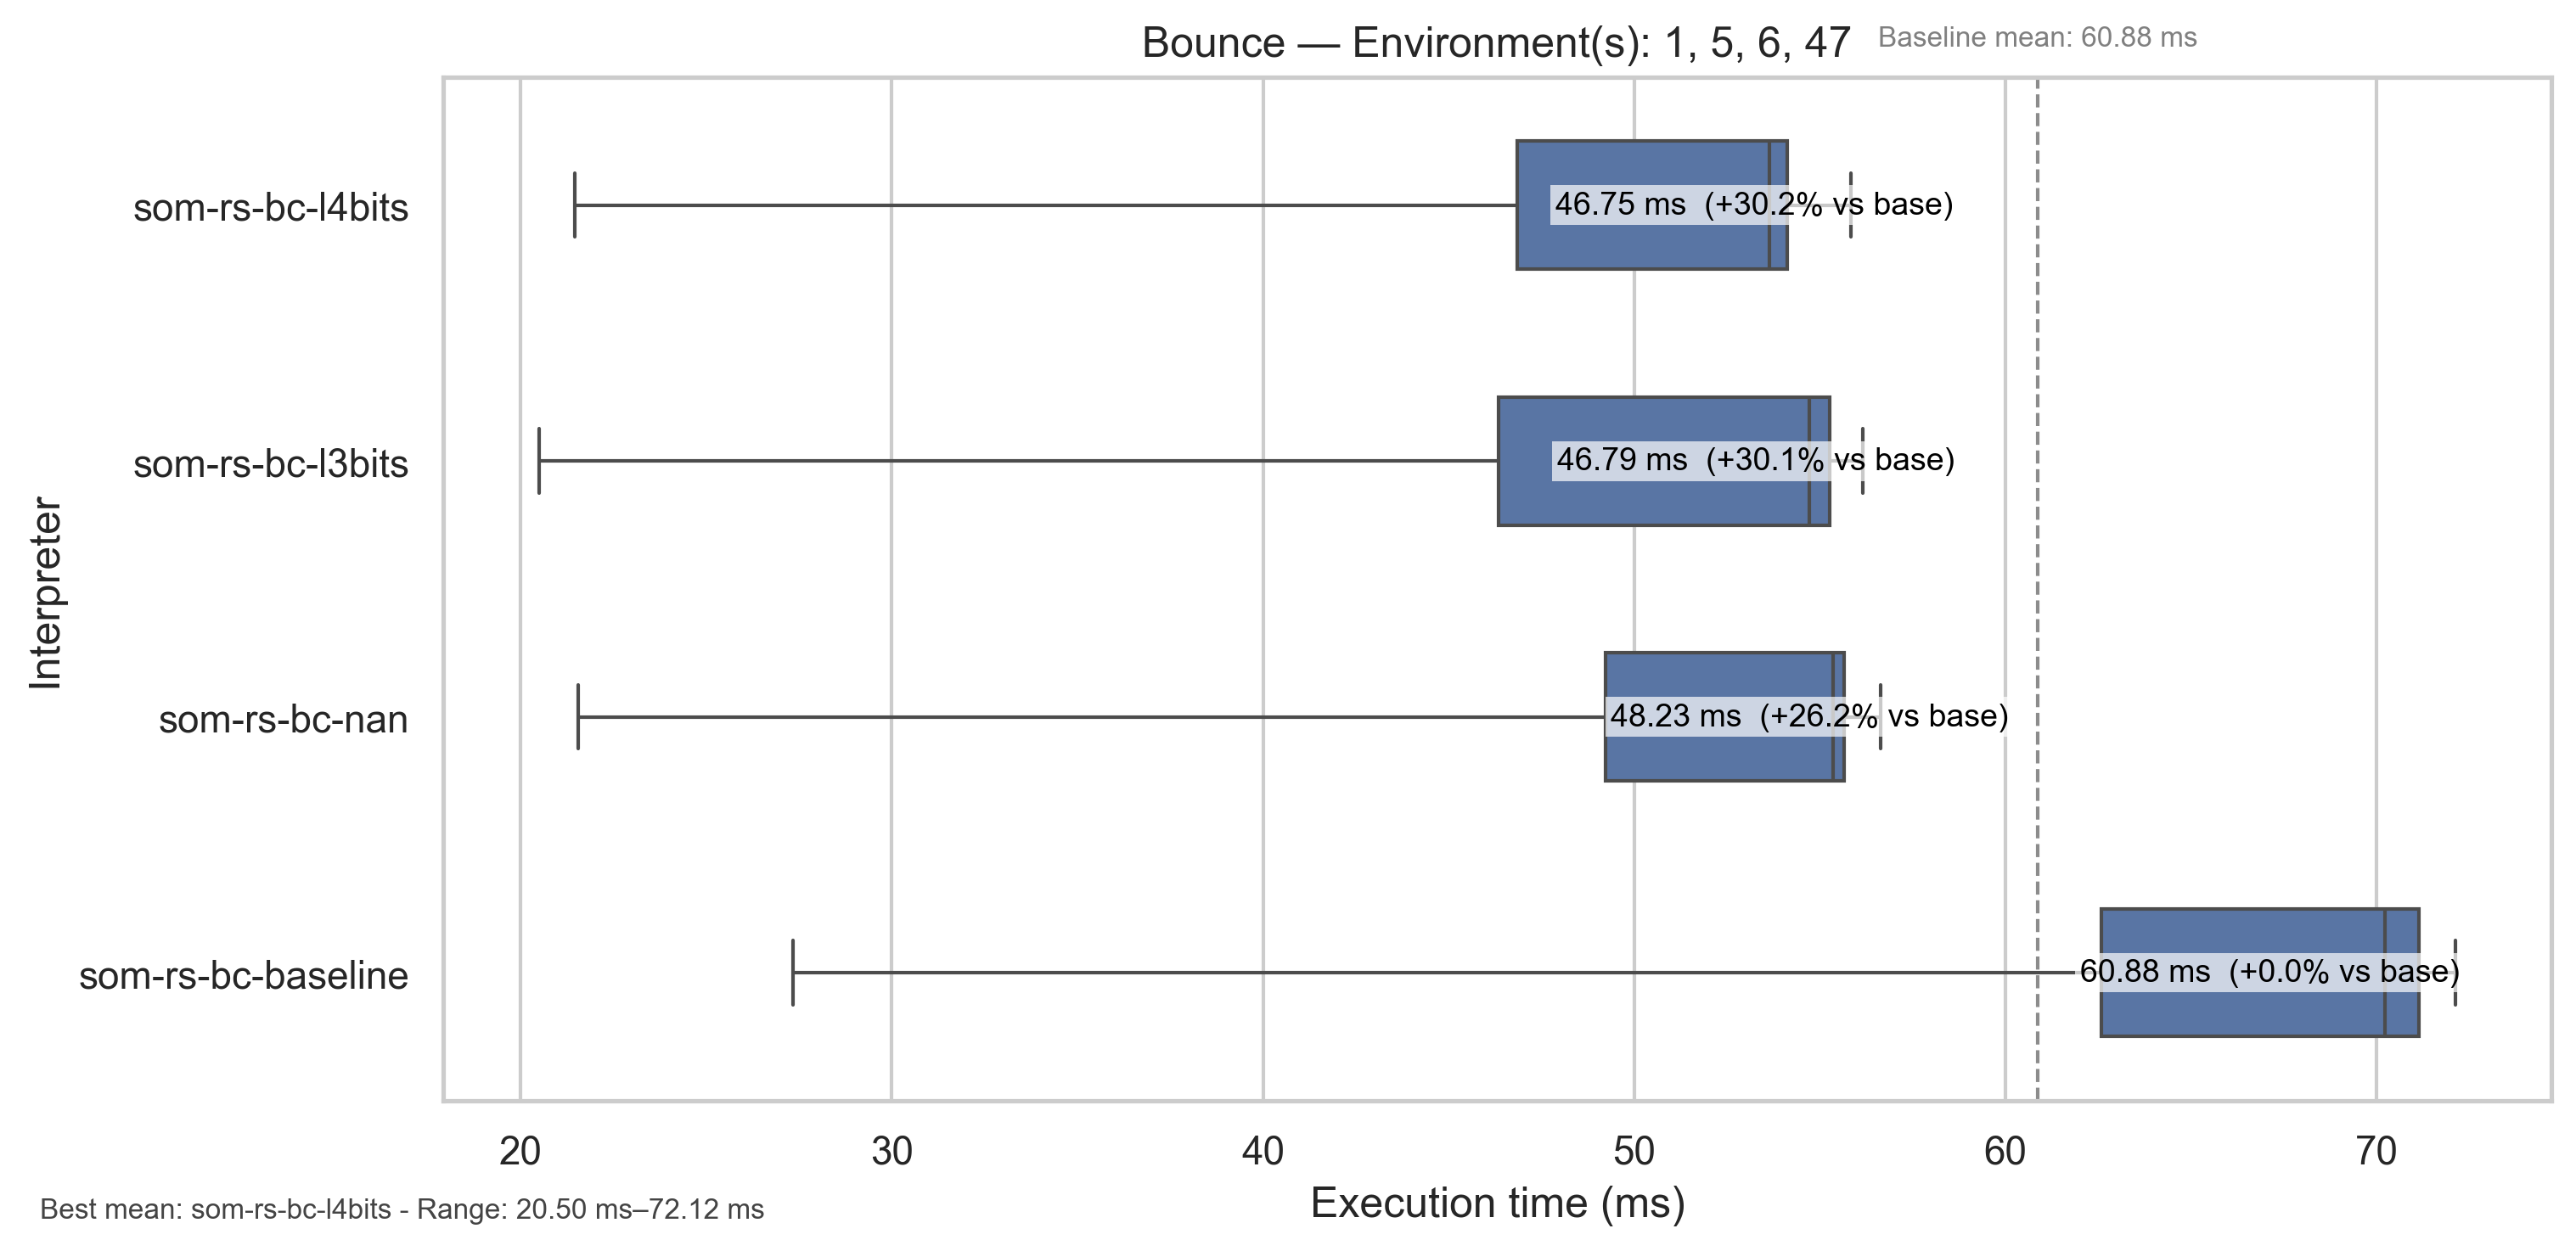 Bounce — Environment(s): 1, 5, 6, 47
Baseline mean: 60.88 ms
Interpreter
som-rs-bc-l4bits
46.75 ms (+30.2% vs base)
som-rs-bc-l3bits
46.79 ms (+30.1% vs base)
som-rs-bc-nan
48.23 ms (+26.2% vs base)
som-rs-bc-baseline
60.88 ms (+0.0% vs base)
20 30 40 50 60 70
Execution time (ms)
Best mean: som-rs-bc-l4bits - Range: 20.50 ms–72.12 ms